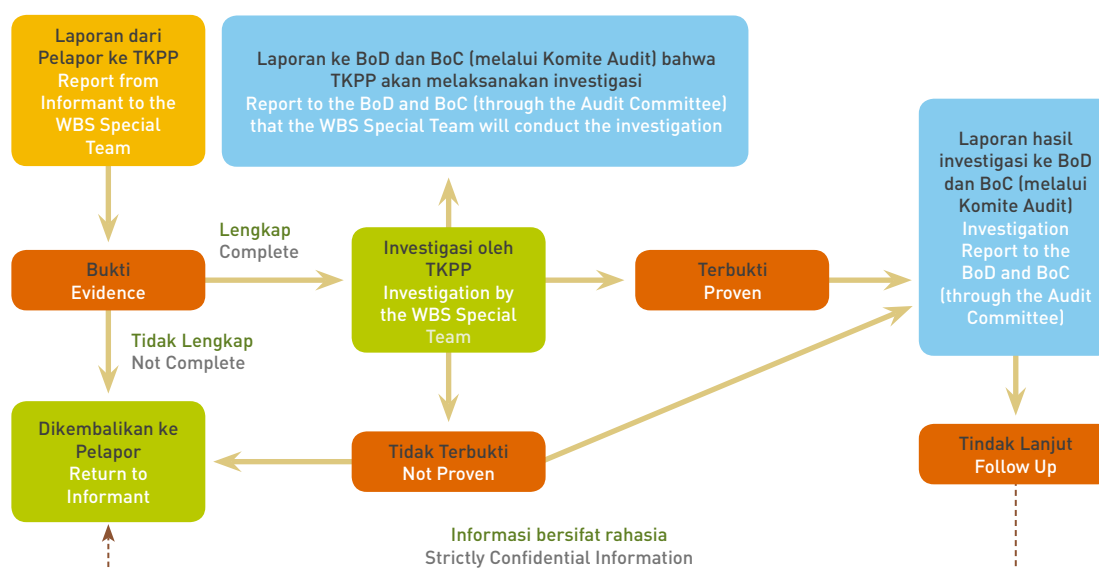 Laporan dari
Pelapor ke TKPP
Report from
Informant to the
WBS Special
Team
Laporan ke BoD dan BoC (melalui Komite Audit) bahwa
TKPP akan melaksanakan investigasi
Report to the BoD and BoC (through the Audit Committee)
that the WBS Special Team will conduct the investigation
Laporan hasil
investigasi ke BoD
dan BoC (melalui
Komite Audit)
Investigation
Report to the
BoD and BoC
(through the Audit
Committee)
Bukti
Evidence
Lengkap
Complete
Investigasi oleh
TKPP
Investigation by
the WBS Special
Team
Terbukti
Proven
Tidak Lengkap
Not Complete
Dikembalikan ke
Pelapor
Return to
Informant
Tidak Terbukti
Not Proven
Tindak Lanjut
Follow Up
Informasi bersifat rahasia
Strictly Confidential Information